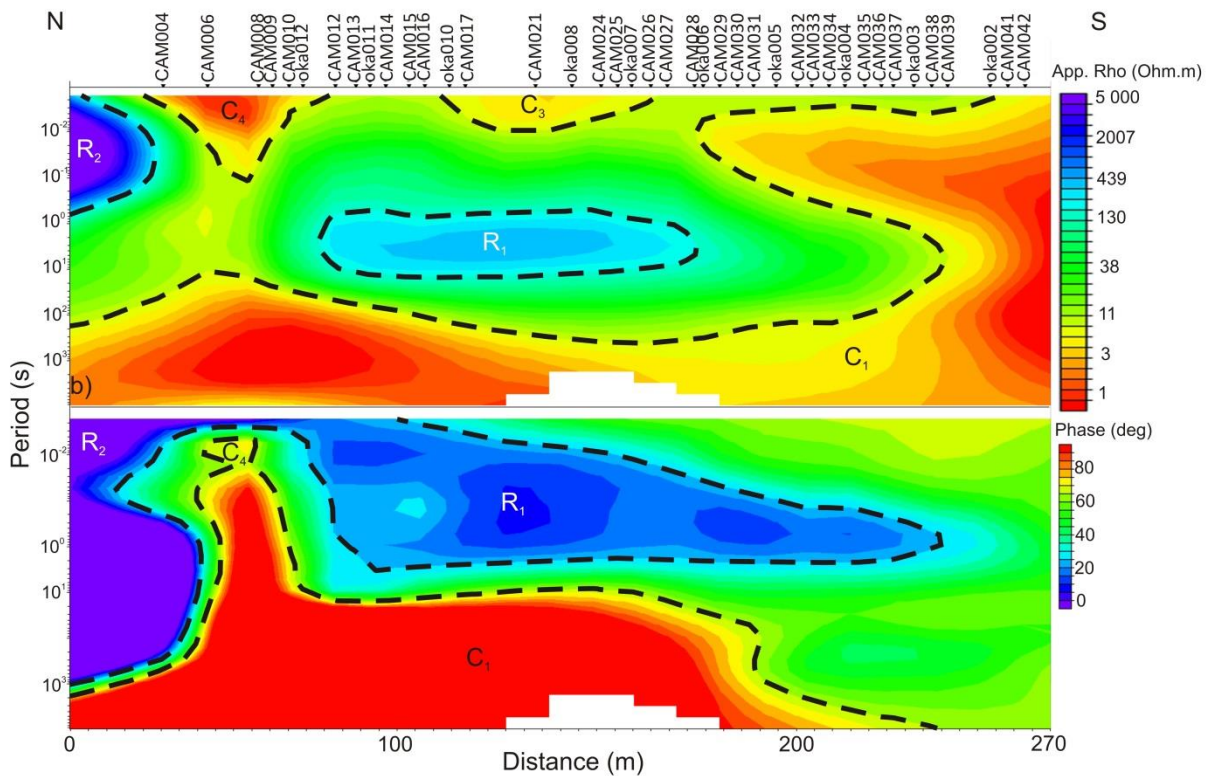 N
CAM004
CAM006
CAM008
CAM009
CAM010
oka012
CAM012
CAM013
oka011
CAM014
CAM015
CAM016
oka010
CAM017
CAM021
oka008
CAM024
CAM025
oka007
CAM026
CAM027
CAM028
oka006
CAM029
CAM030
CAM031
oka005
CAM032
CAM033
CAM034
oka004
CAM035
CAM036
CAM037
oka003
CAM038
CAM039
oka002
CAM041
CAM042
S
App. Rho (Ohm.m)
5 000
2007
439
130
38
11
3
1
10⁻²
10⁻¹
10⁰
10¹
10²
10³
R₂
C₄
C₃
R₁
C₁
b)
Period (s)
Phase (deg)
80
60
40
20
0
10⁻²
10⁰
10¹
10³
R₂
C₄
R₁
C₁
0 100 200 270
Distance (m)